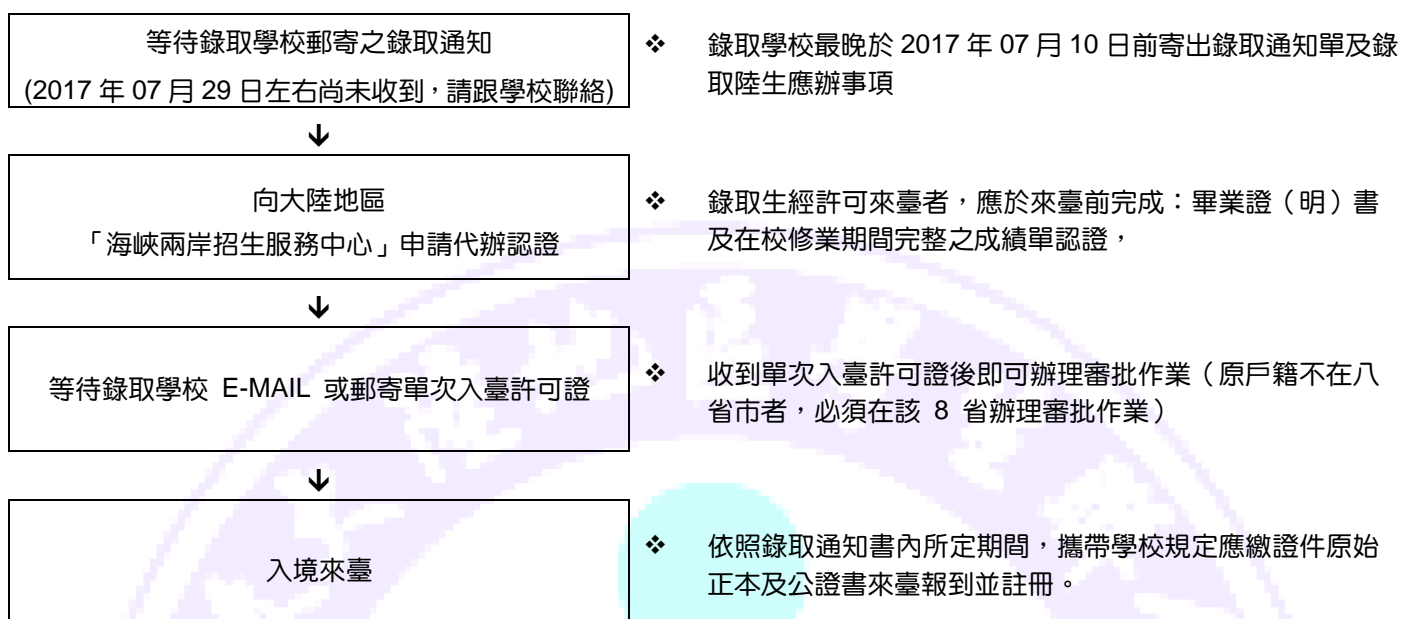 等待錄取學校郵寄之錄取通知
(2017 年 07 月 29 日左右尚未收到，請跟學校聯絡)
❖ 錄取學校最晚於 2017 年 07 月 10 日前寄出錄取通知單及錄
取陸生應辦事項
向大陸地區
「海峽兩岸招生服務中心」申請代辦認證
❖ 錄取生經許可來臺者，應於來臺前完成：畢業證（明）書
及在校修業期間完整之成績單認證，
等待錄取學校 E-MAIL 或郵寄單次入臺許可證
❖ 收到單次入臺許可證後即可辦理審批作業（原戶籍不在八
省市者，必須在該 8 省辦理審批作業）
入境來臺
❖ 依照錄取通知書內所定期間，攜帶學校規定應繳證件原始
正本及公證書來臺報到並註冊。